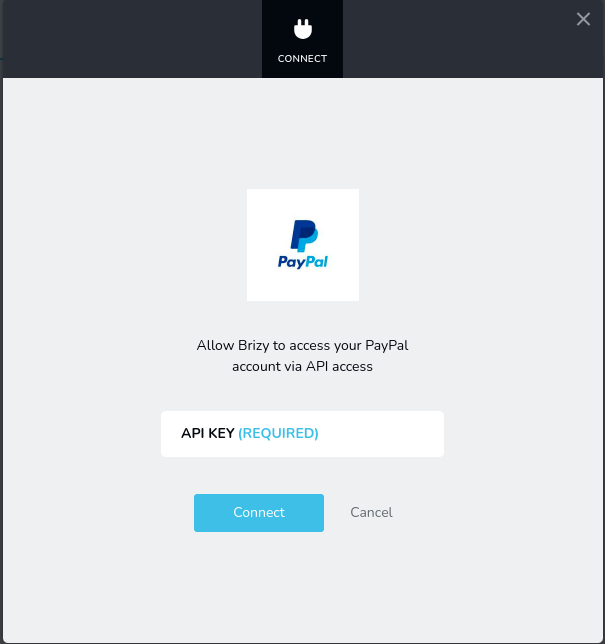 CONNECT
PayPal
Allow Brizy to access your PayPal
account via API access
API KEY (REQUIRED)
Connect Cancel